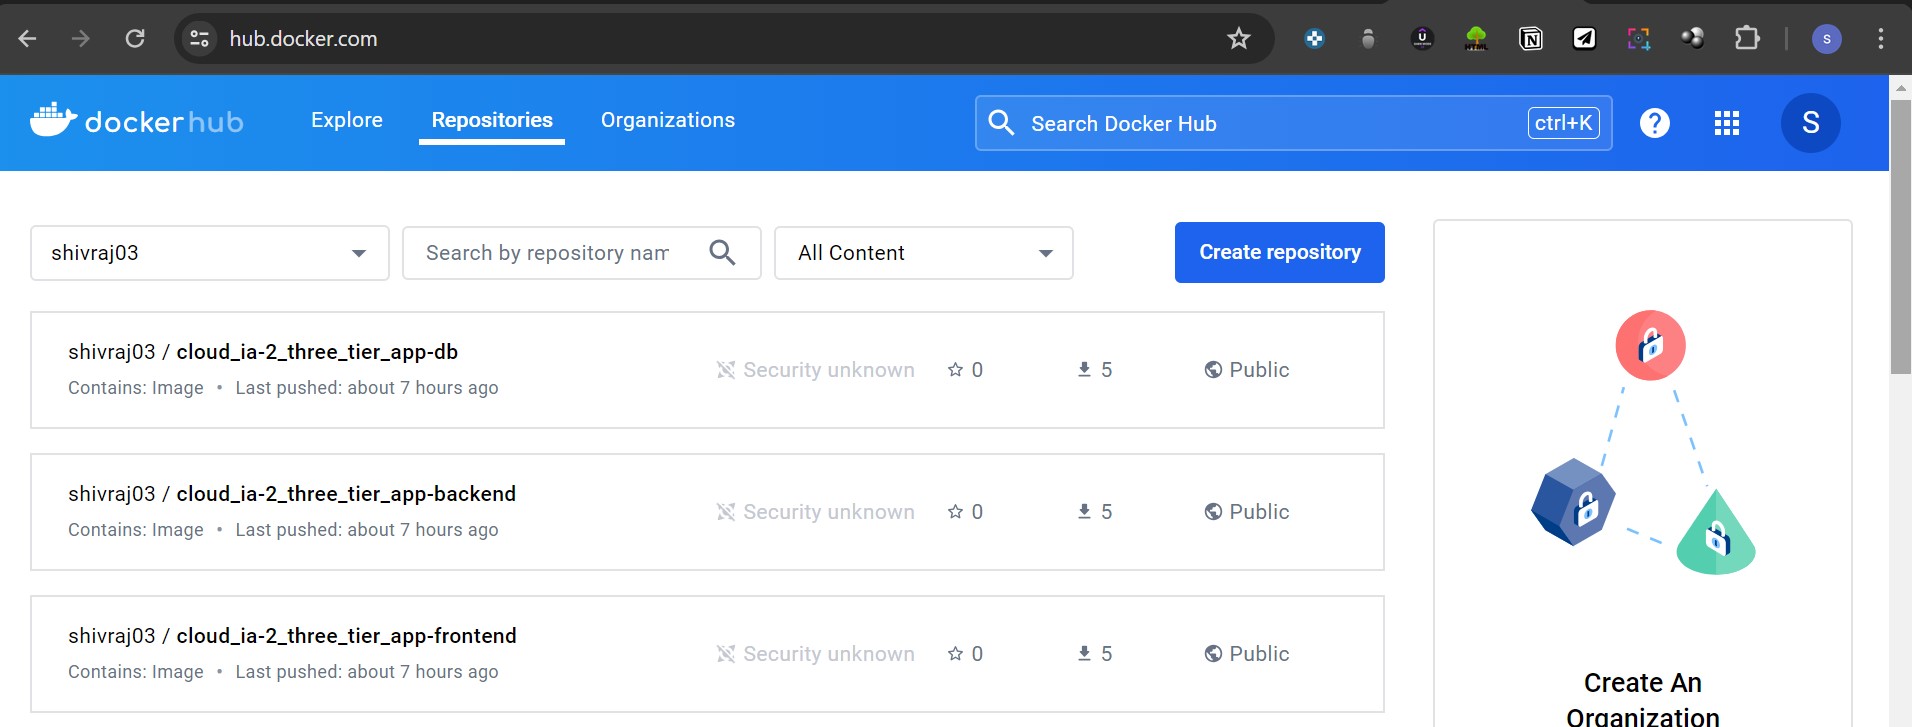 hub.docker.com
dockerhub Explore Repositories Organizations Search Docker Hub ctrl+K ? S
shivraj03 Search by repository nam All Content Create repository
shivraj03 / cloud_ia-2_three_tier_app-db
Contains: Image • Last pushed: about 7 hours ago
Security unknown 0 5 Public
shivraj03 / cloud_ia-2_three_tier_app-backend
Contains: Image • Last pushed: about 7 hours ago
Security unknown 0 5 Public
shivraj03 / cloud_ia-2_three_tier_app-frontend
Contains: Image • Last pushed: about 7 hours ago
Security unknown 0 5 Public
Create An
Organization